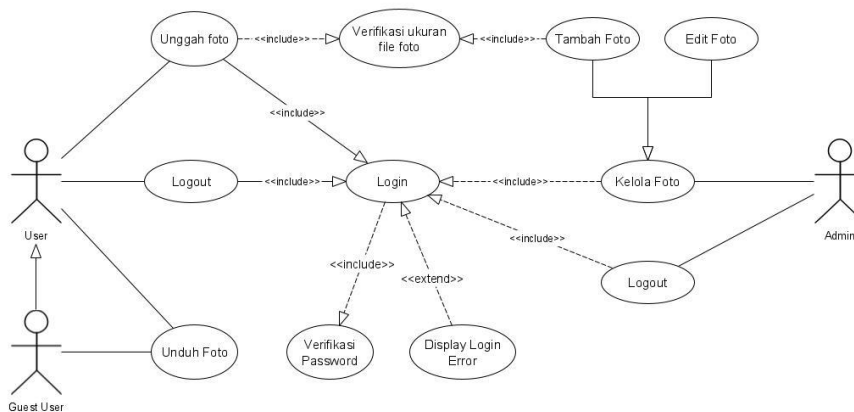 Unggah foto
<<include>>
Verifikasi ukuran
file foto
<<include>>
Tambah Foto
Edit Foto
<<include>>
User
Logout
<<include>>
Login
<<include>>
Kelola Foto
Admin
<<include>>
Logout
<<include>>
<<extend>>
Guest User
Unduh Foto
Verifikasi
Password
Display Login
Error